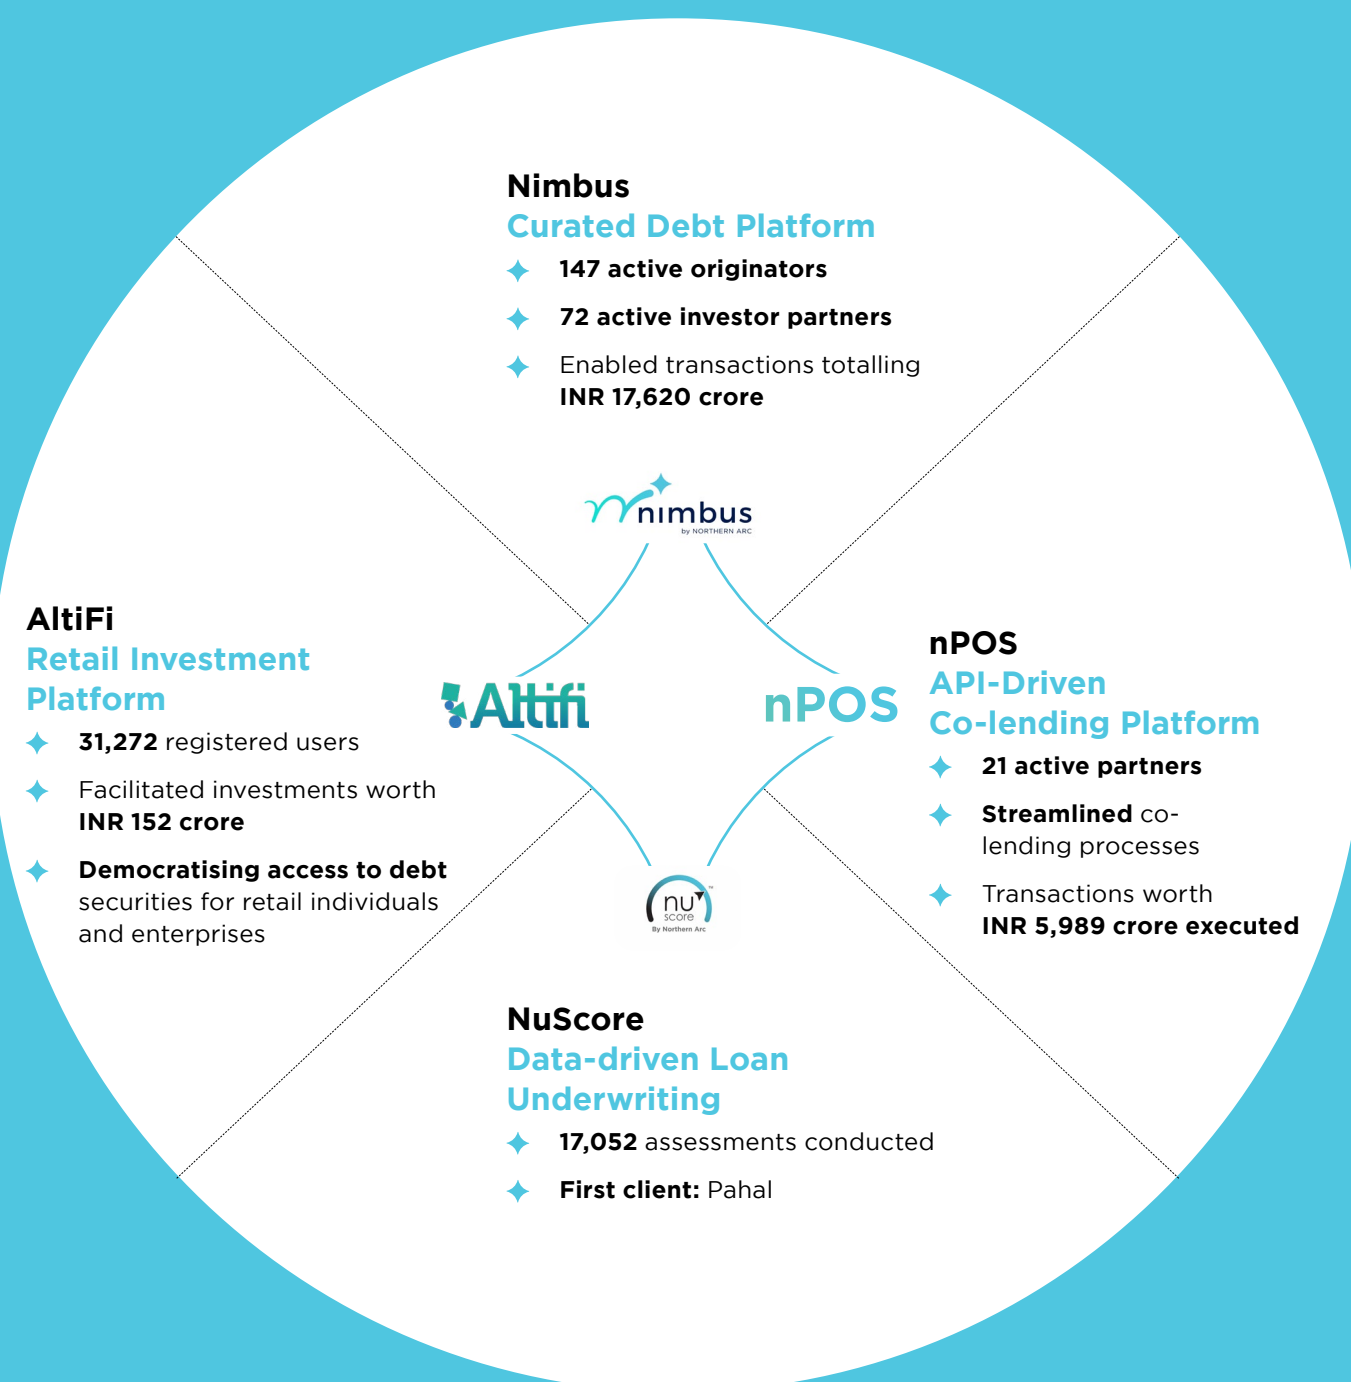 Nimbus
Curated Debt Platform
147 active originators
72 active investor partners
Enabled transactions totalling
INR 17,620 crore
nimbus
by NORTHERN ARC
AltiFi
Retail Investment
Platform
31,272 registered users
Facilitated investments worth
INR 152 crore
Democratising access to debt
securities for retail individuals
and enterprises
Altifi
nPOS
nPOS
API-Driven
Co-lending Platform
21 active partners
Streamlined co-
lending processes
Transactions worth
INR 5,989 crore executed
nu™
score
By Northern Arc
NuScore
Data-driven Loan
Underwriting
17,052 assessments conducted
First client: Pahal